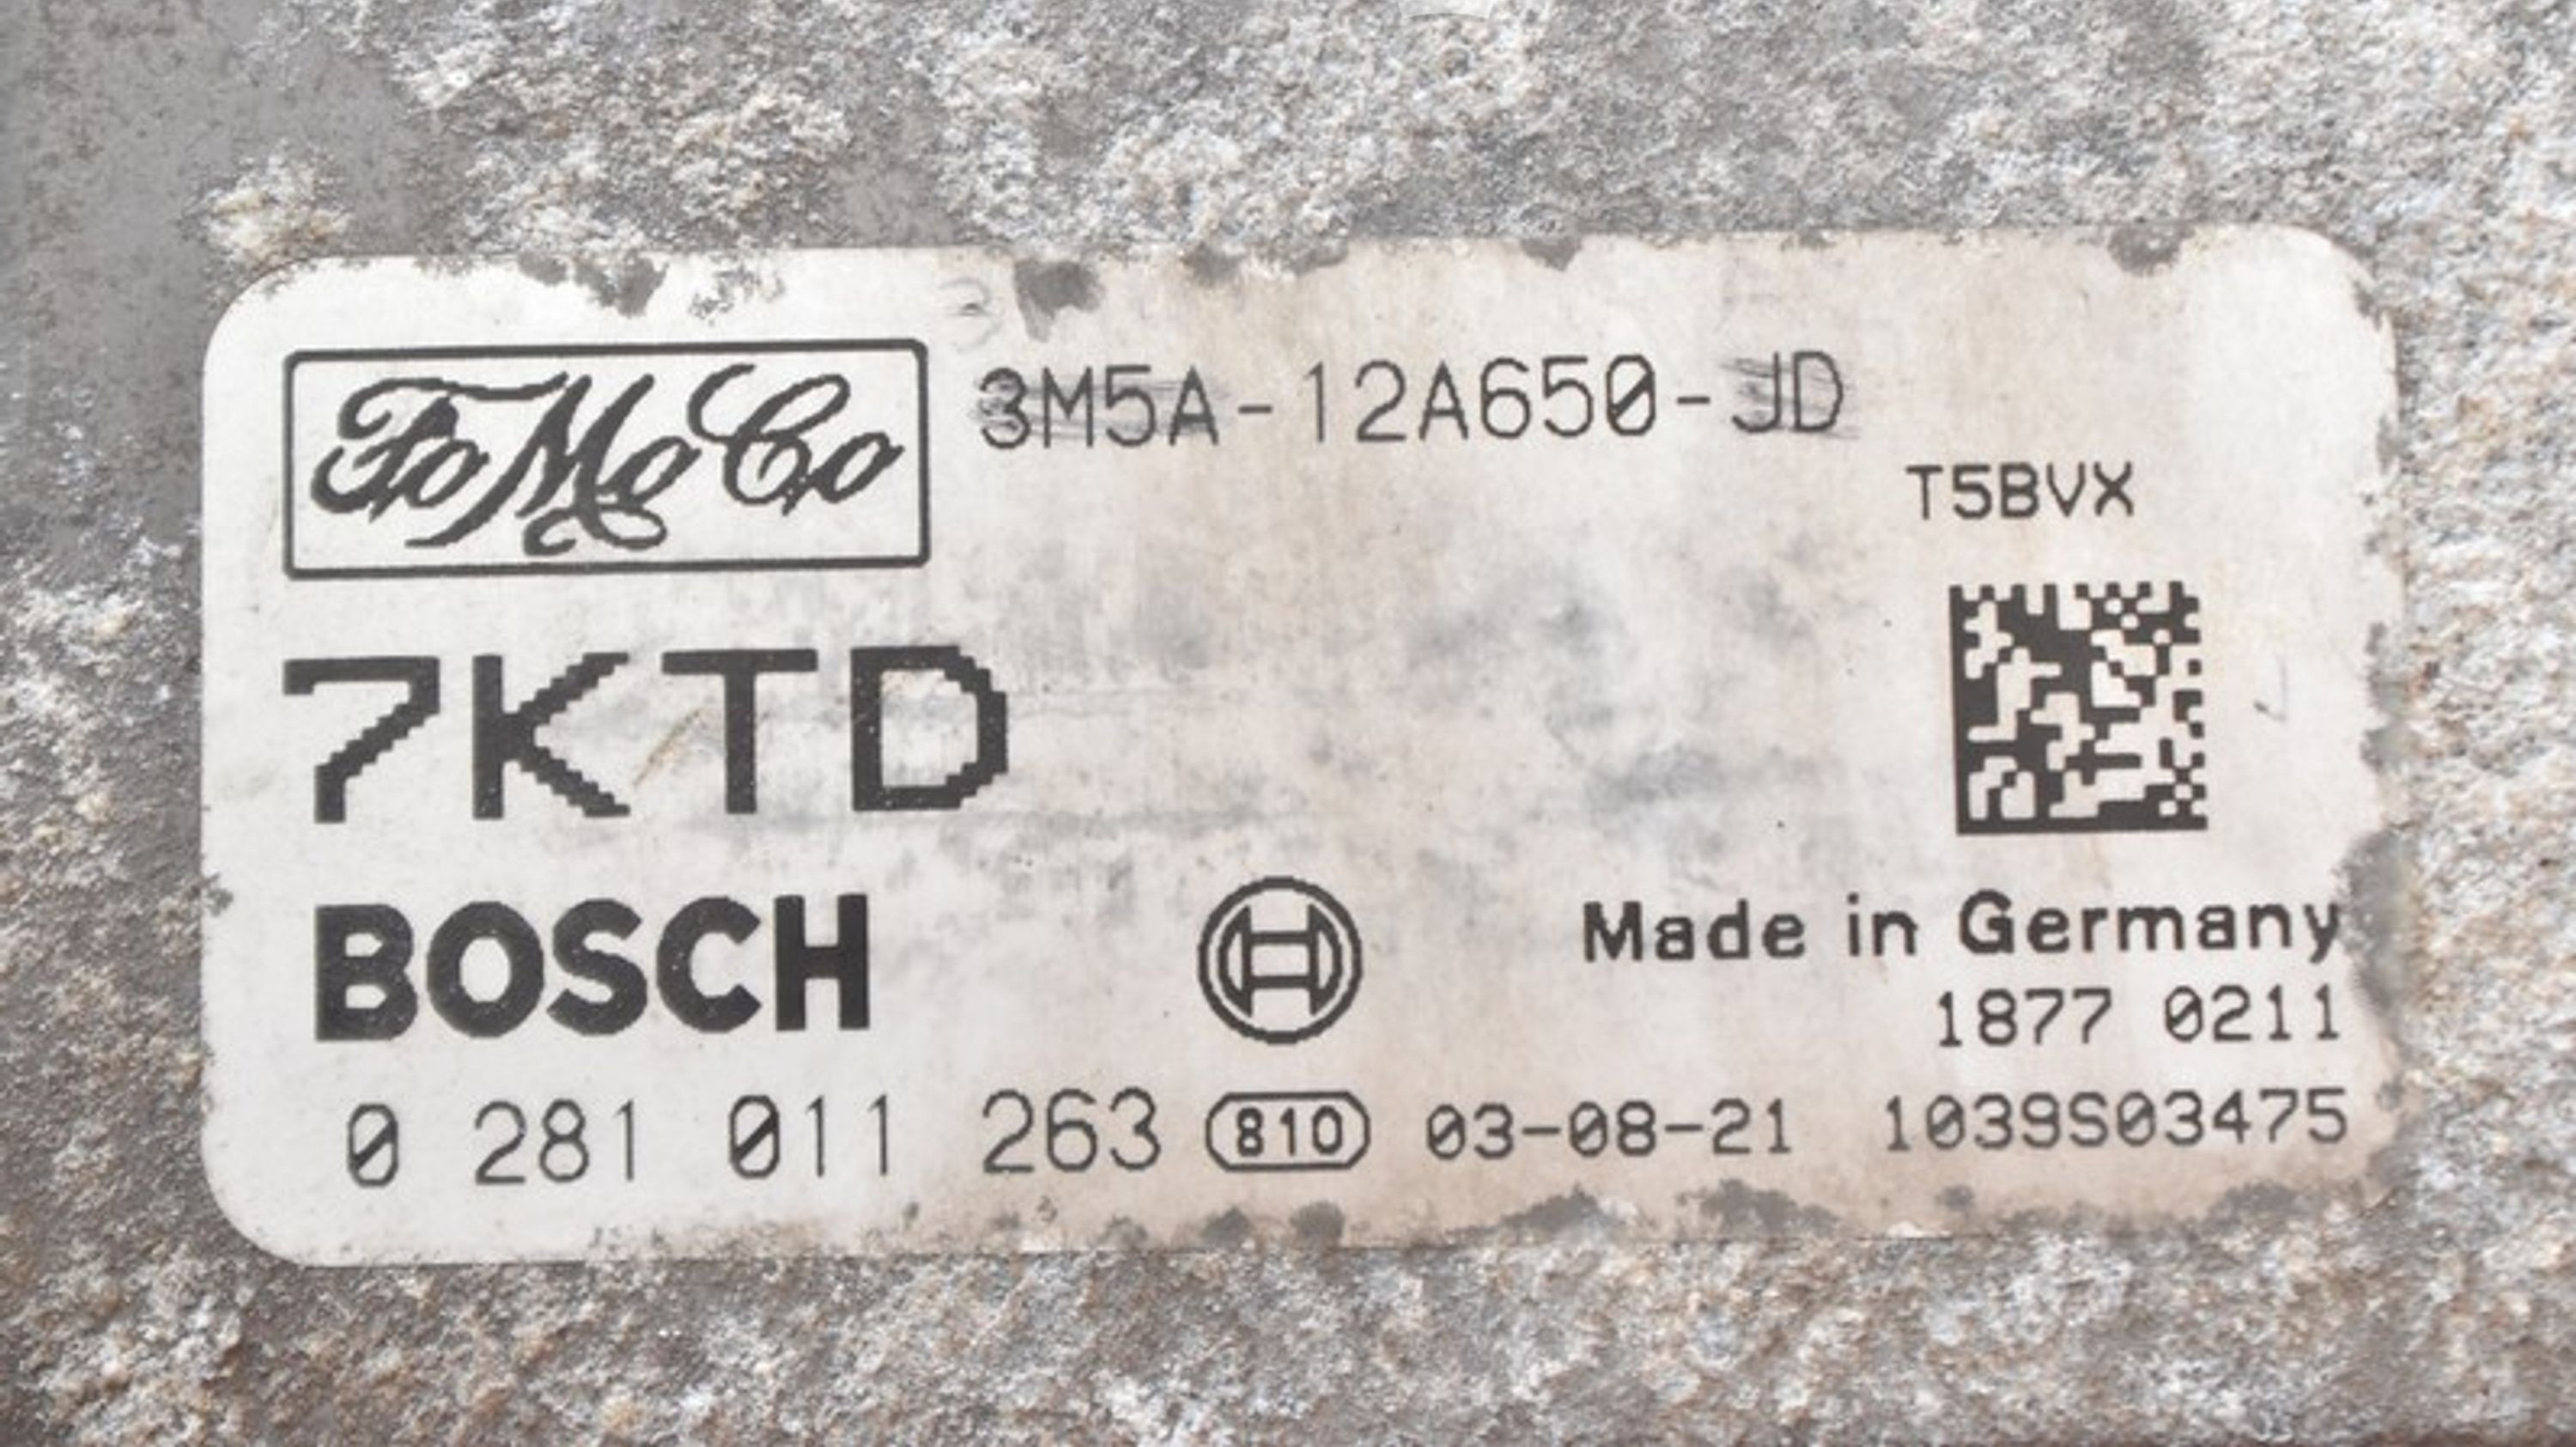 FoMoCo 3M5A-12A650-JD
T5BVX
7KTD
BOSCH
Made in Germany
1877 0211
0 281 011 263 810 03-08-21 1039S03475